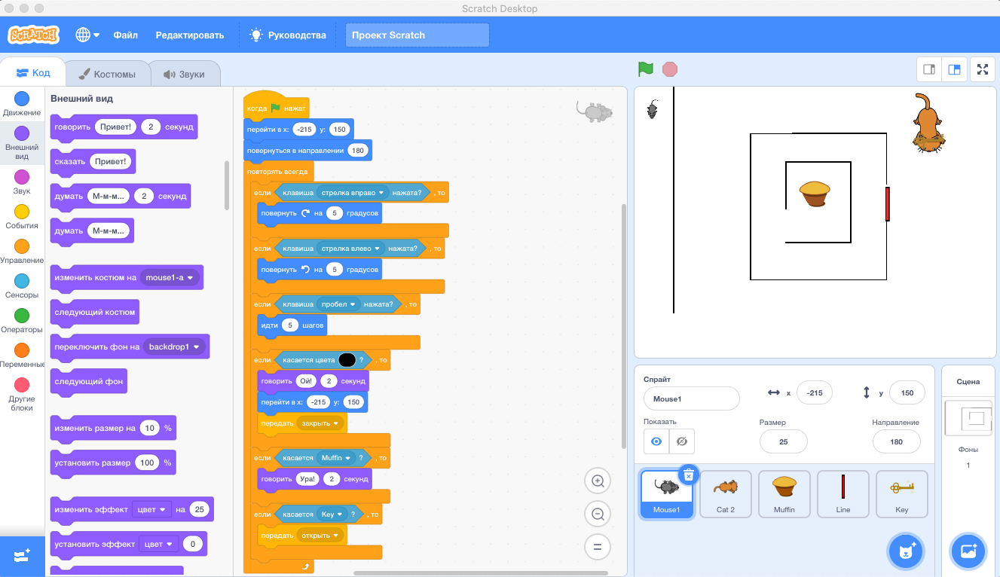 Scratch Desktop
SCRATCH Файл Редактировать Руководства Проект Scratch
Код Костюмы Звуки
Движение
Внешний вид
Звук
События
Управление
Сенсоры
Операторы
Переменные
Другие блоки
Внешний вид
говорить Привет! 2 секунд
сказать Привет!
думать М-м-м... 2 секунд
думать М-м-м...
изменить костюм на mouse1-a
следующий костюм
переключить фон на backdrop1
следующий фон
изменить размер на 10 %
установить размер 100 %
изменить эффект цвет на 25
установить эффект цвет 0
когда нажат
перейти в x: -215 y: 150
повернуться в направлении 180
повторять всегда
если клавиша стрелка вправо нажата? , то
повернуть на 5 градусов
если клавиша стрелка влево нажата? , то
повернуть на 5 градусов
если клавиша пробел нажата? , то
идти 5 шагов
если касается цвета ? , то
говорить Ой! 2 секунд
перейти в x: -215 y: 150
передать закрыть
если касается Muffin ? , то
говорить Ура! 2 секунд
если касается Key ? , то
передать открыть
Спрайт
Mouse1
x -215 y 150
Показать Размер Направление
25 180
Mouse1 Cat 2 Muffin Line Key
Сцена
Фоны
1